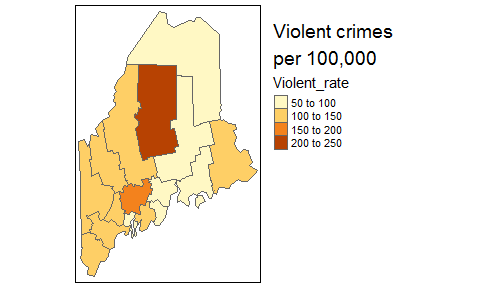 Violent crimes
per 100,000
Violent_rate
50 to 100
100 to 150
150 to 200
200 to 250